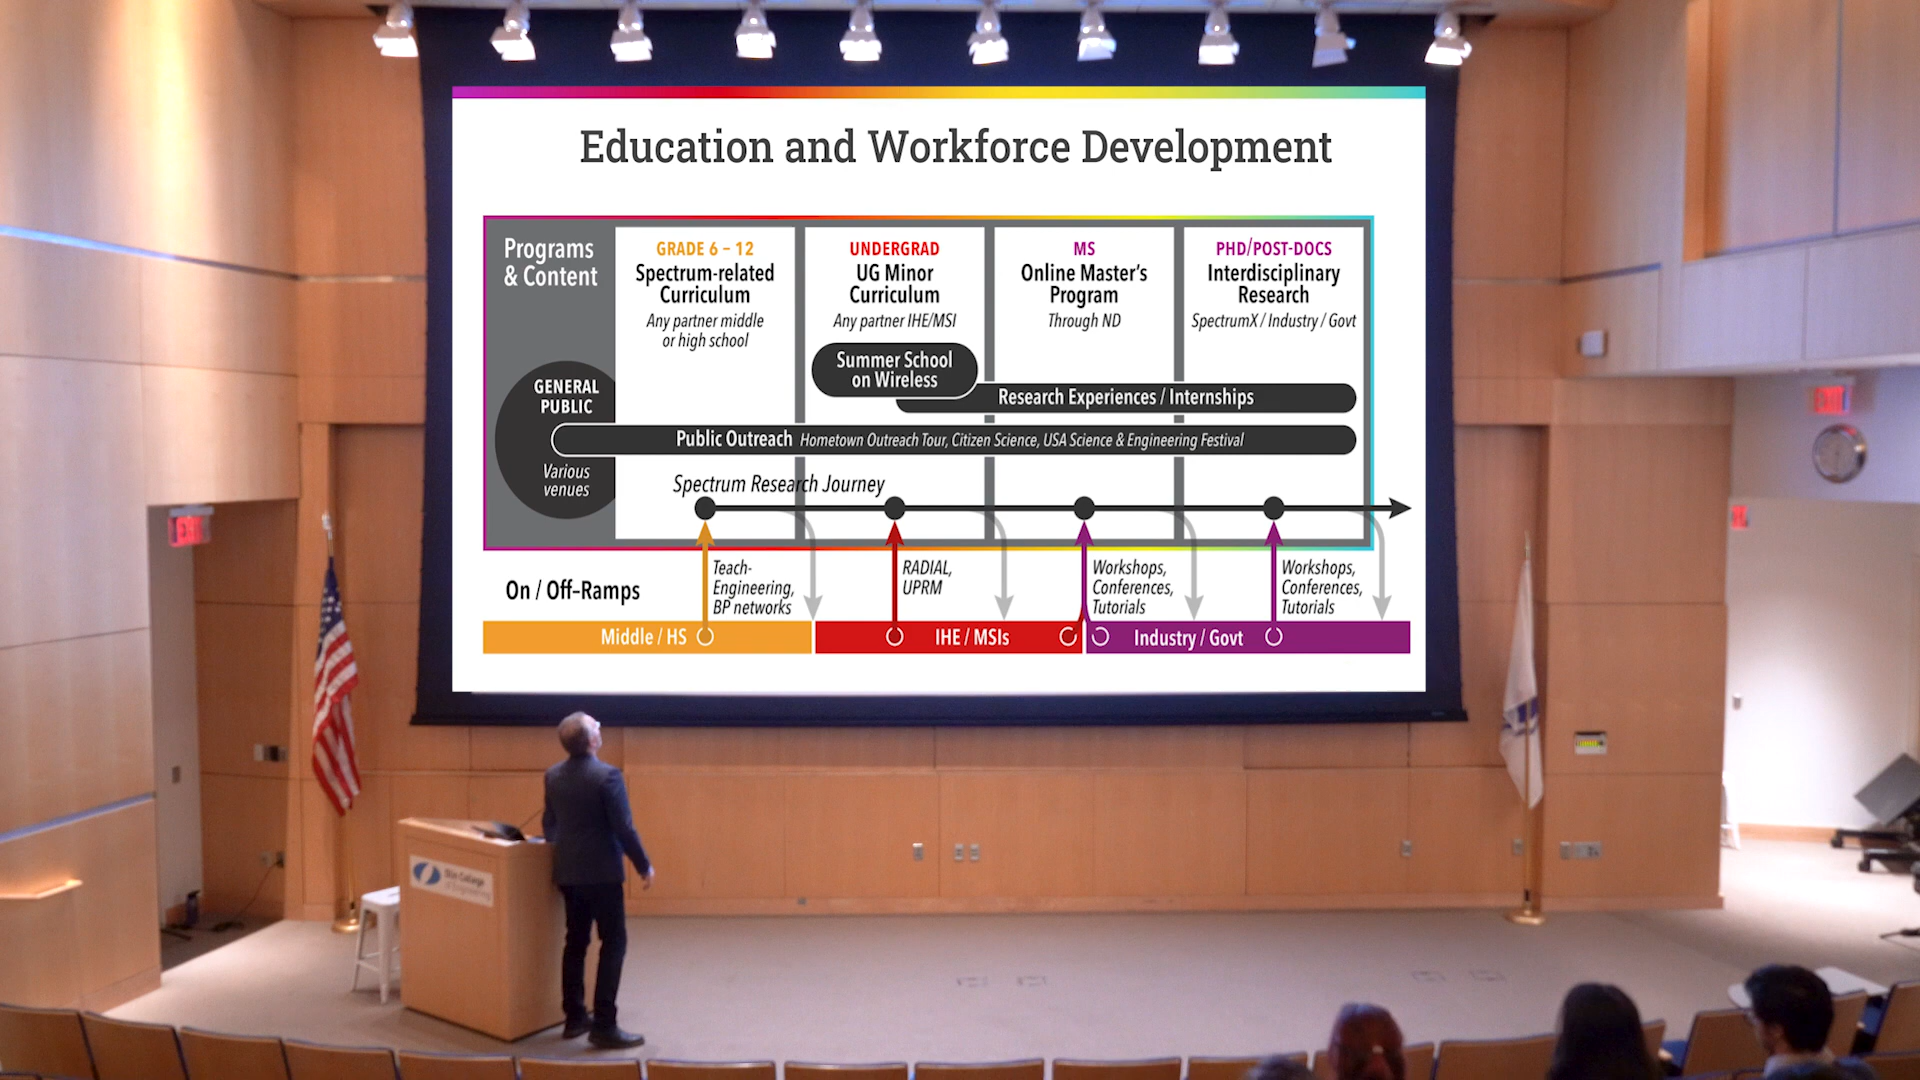 Education and Workforce Development
Programs
& Content
GRADE 6 – 12
Spectrum-related
Curriculum
Any partner middle
or high school
UNDERGRAD
UG Minor
Curriculum
Any partner IHE/MSI
MS
Online Master's
Program
Through ND
PHD/POST-DOCS
Interdisciplinary
Research
SpectrumX / Industry / Govt
Summer School
on Wireless
Research Experiences / Internships
GENERAL
PUBLIC
Public Outreach Hometown Outreach Tour, Citizen Science, USA Science & Engineering Festival
Various
venues
Spectrum Research Journey
On / Off-Ramps
Teach-
Engineering,
BP networks
RADIAL,
UPRM
Workshops,
Conferences,
Tutorials
Workshops,
Conferences,
Tutorials
Middle / HS
IHE / MSIs
Industry / Govt
EXIT
EXIT
College
of Engineering